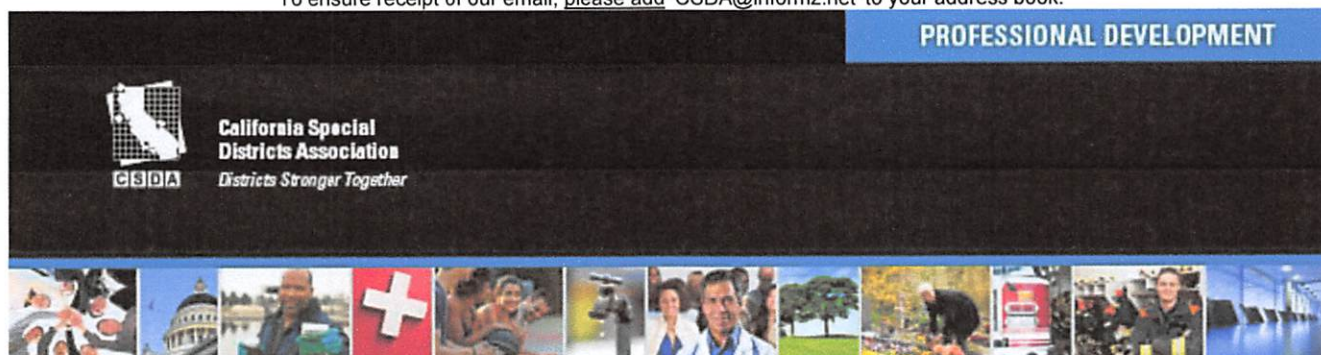 To ensure receipt of our email, please add 'CSDA@informz.net' to your address book.
PROFESSIONAL DEVELOPMENT
California Special
Districts Association
CSDA
Districts Stronger Together